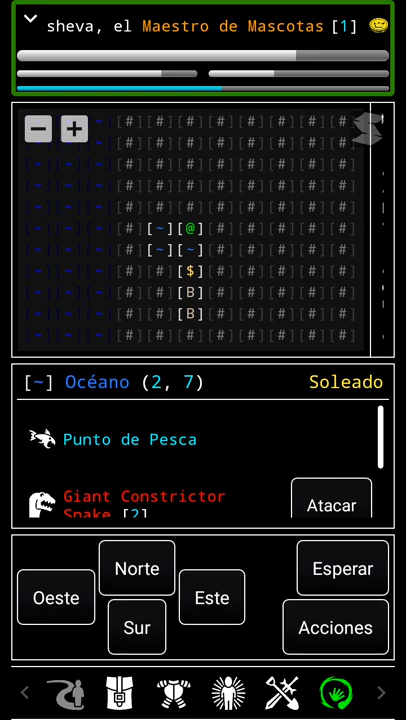 sheva, el Maestro de Mascotas [1]
− +
[~][~][~][#][#][#][#][#][#][#][#]
[~][~][~][#][#][#][#][#][#][#][#]
[~][~][~][#][#][#][#][#][#][#][#]
[~][~][~][#][#][#][#][#][#][#][#]
[~][~][~][#][#][#][#][#][#][#][#]
[~][~][~][#][~][@][#][#][#][#][#]
[~][~][~][#][~][~][#][#][#][#][#]
[~][~][~][#][#][$][#][#][#][#][#]
[~][~][~][#][#][B][#][#][#][#][#]
[~][~][~][#][#][B][#][#][#][#][#]
[~][~][~][#][#][#][#][#][#][#][#]
[~] Océano (2, 7) Soleado
Punto de Pesca
Giant Constrictor
Snake [2]
Atacar
Norte
Esperar
Oeste
Este
Sur
Acciones